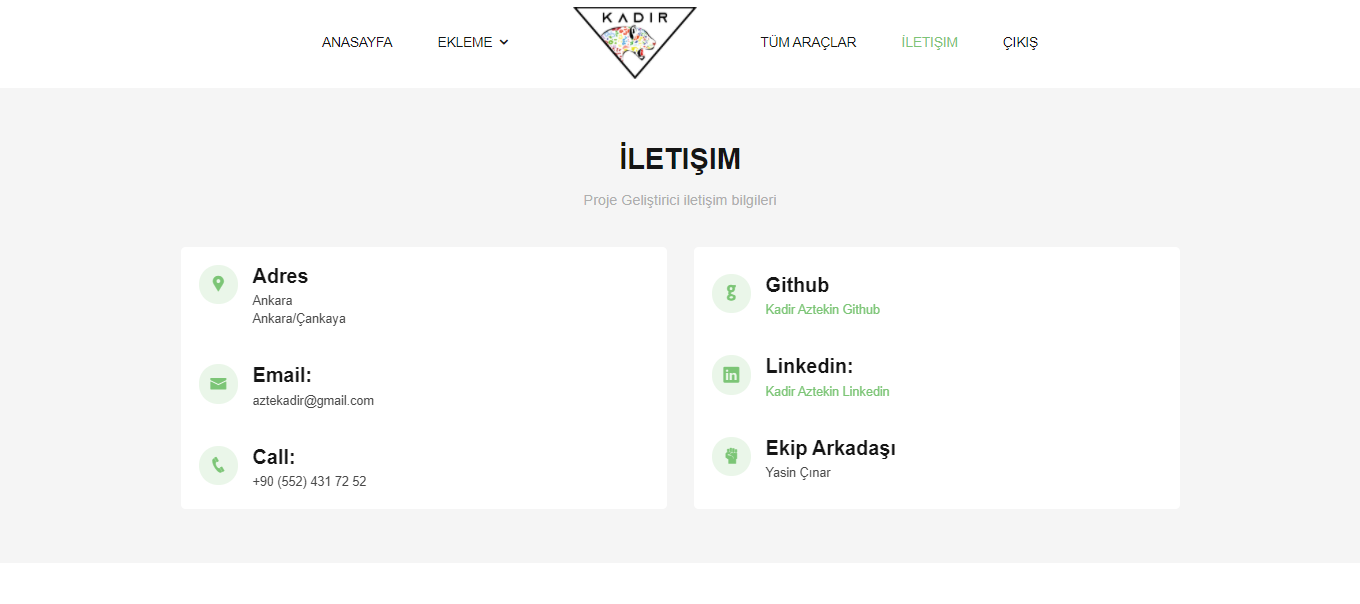 ANASAYFA
EKLEME
KADIR
TÜM ARAÇLAR
İLETIŞIM
ÇIKIŞ
İLETIŞIM
Proje Geliştirici iletişim bilgileri
Adres
Ankara
Ankara/Çankaya
Email:
aztekadir@gmail.com
Call:
+90 (552) 431 72 52
Github
Kadir Aztekin Github
Linkedin:
Kadir Aztekin Linkedin
Ekip Arkadaşı
Yasin Çınar